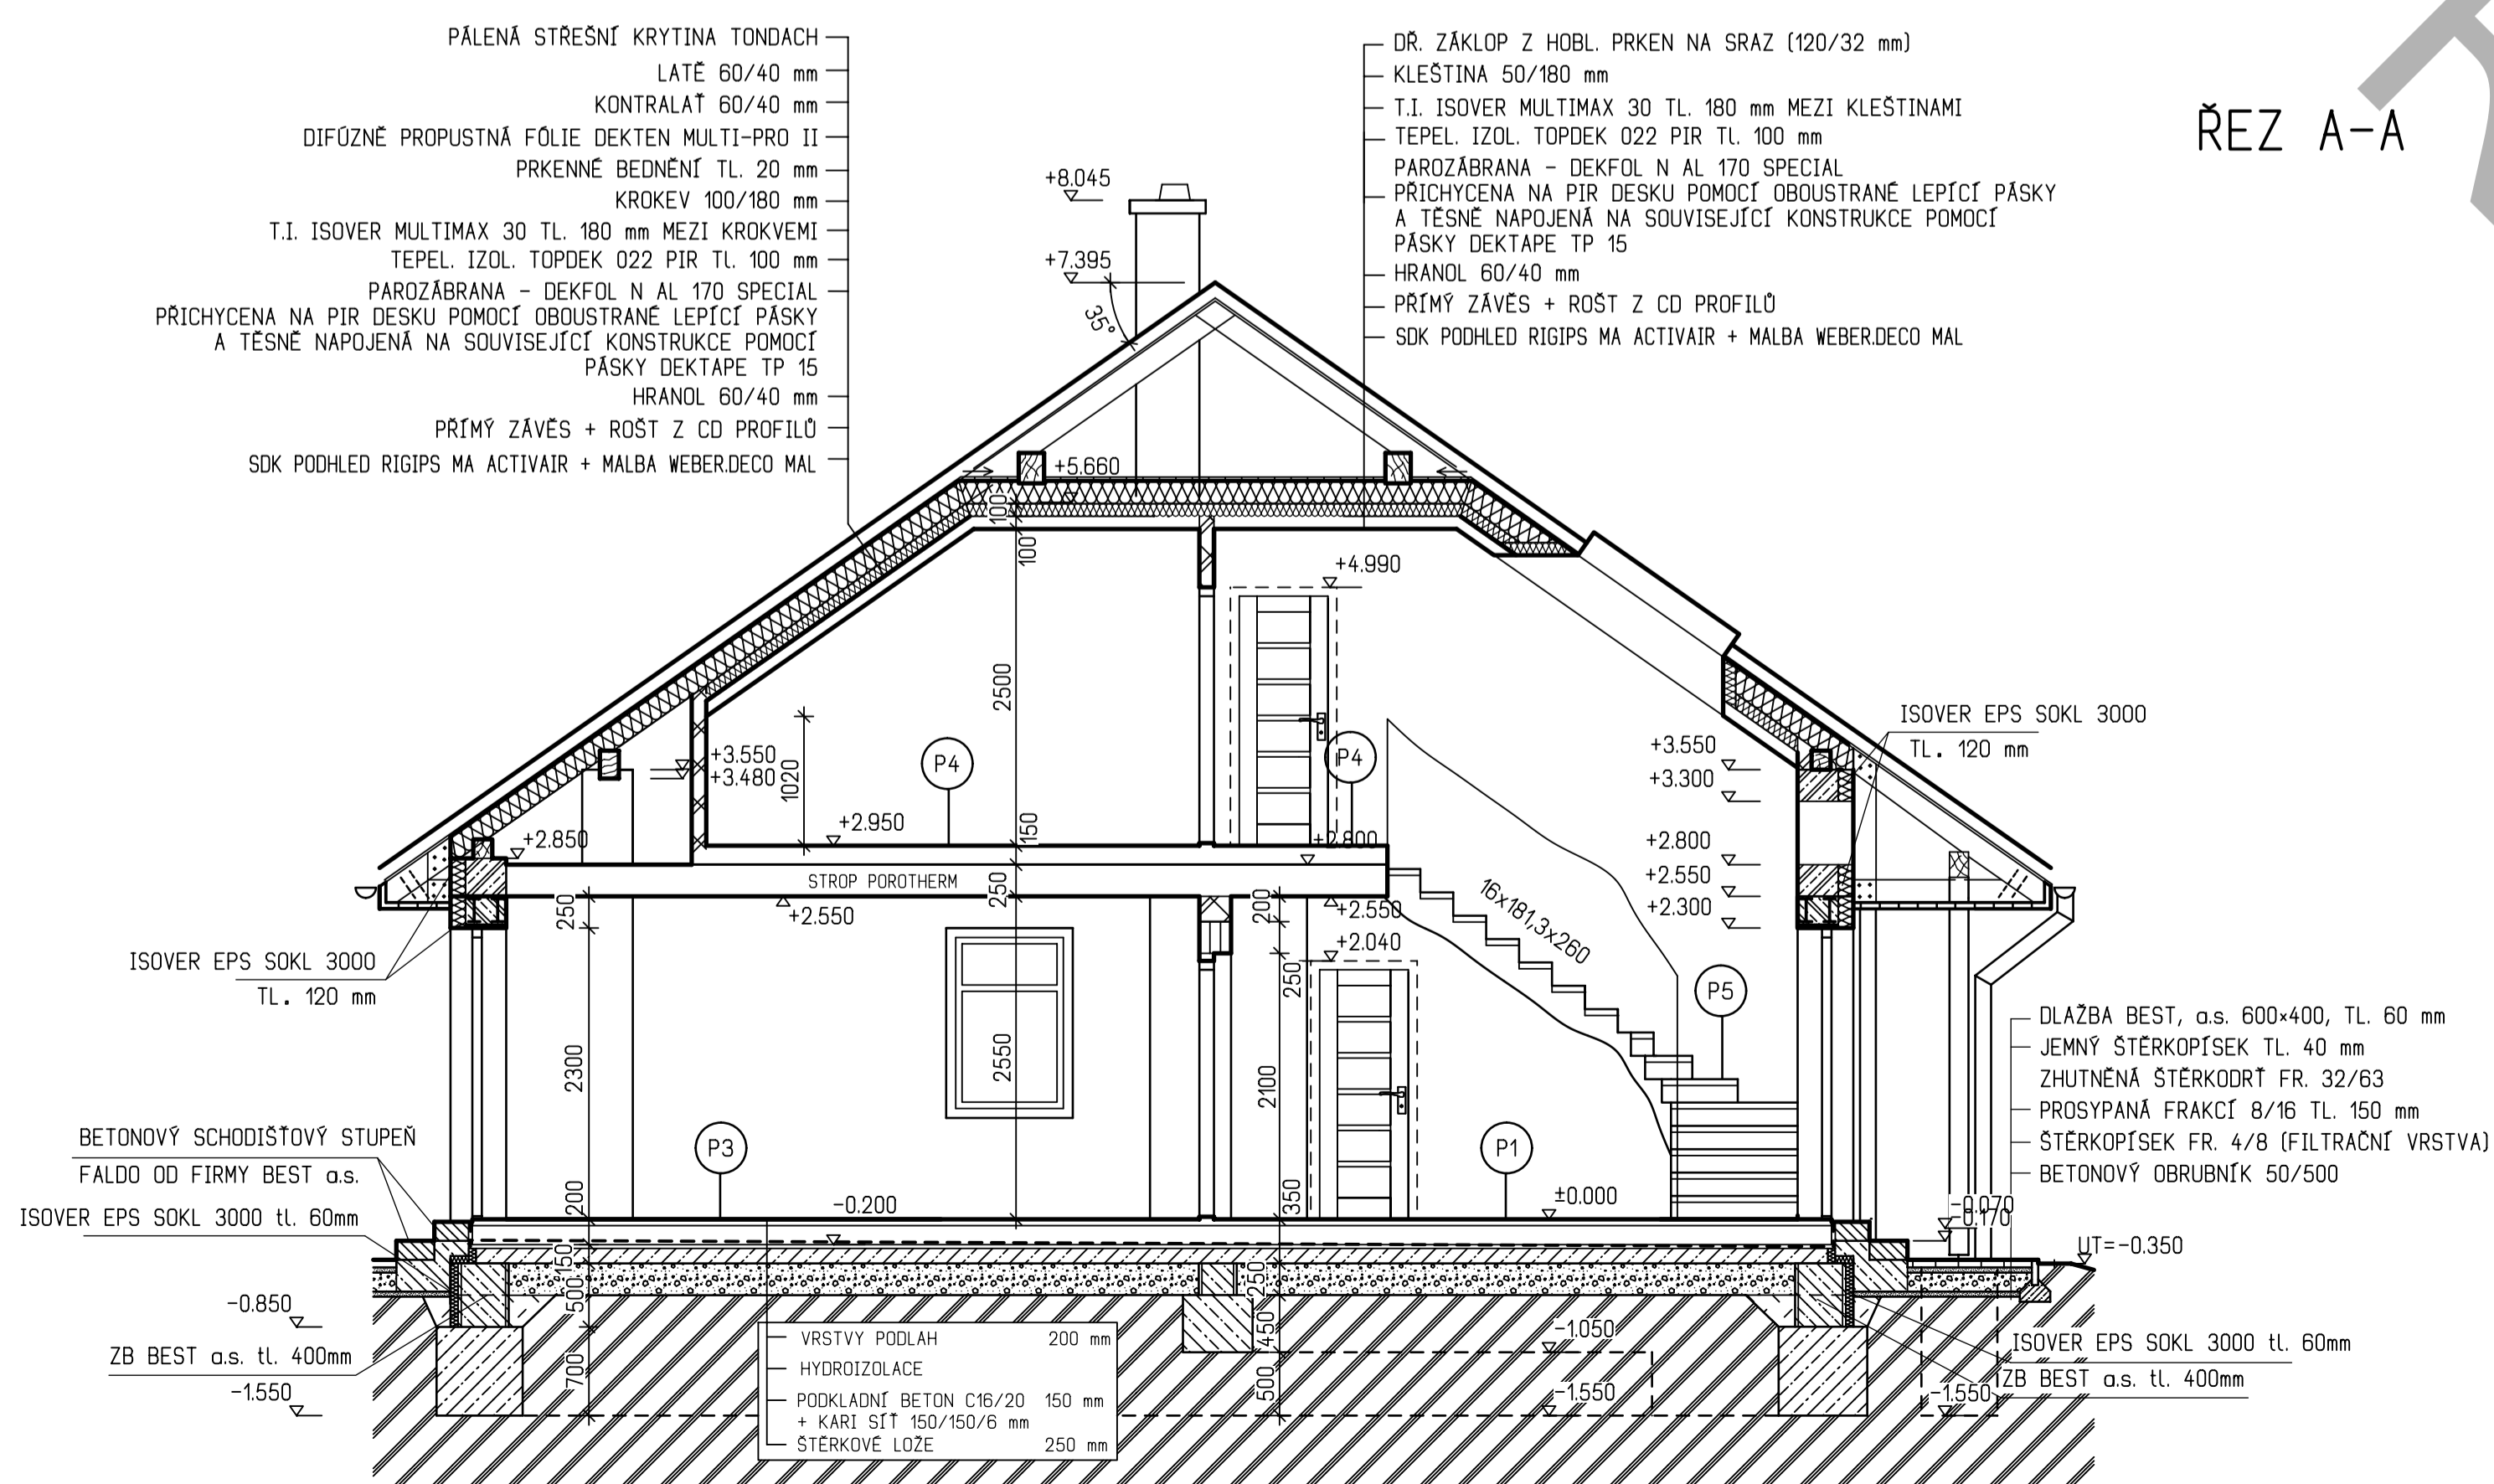 PÁLENÁ STŘEŠNÍ KRYTINA TONDACH
LATĚ 60/40 mm
KONTRALAŤ 60/40 mm
DIFÚZNĚ PROPUSTNÁ FÓLIE DEKTEN MULTI-PRO II
PRKENNÉ BEDNĚNÍ TL. 20 mm
KROKEV 100/180 mm
T.I. ISOVER MULTIMAX 30 TL. 180 mm MEZI KROKVEMI
TEPEL. IZOL. TOPDEK 022 PIR Tl. 100 mm
PAROZÁBRANA - DEKFOL N AL 170 SPECIAL
PŘICHYCENA NA PIR DESKU POMOCÍ OBOUSTRANÉ LEPÍCÍ PÁSKY
A TĚSNĚ NAPOJENÁ NA SOUVISEJÍCÍ KONSTRUKCE POMOCÍ
PÁSKY DEKTAPE TP 15
HRANOL 60/40 mm
PŘÍMÝ ZÁVĚS + ROŠT Z CD PROFILŮ
SDK PODHLED RIGIPS MA ACTIVAIR + MALBA WEBER.DECO MAL
DŘ. ZÁKLOP Z HOBL. PRKEN NA SRAZ (120/32 mm)
KLEŠTINA 50/180 mm
T.I. ISOVER MULTIMAX 30 TL. 180 mm MEZI KLEŠTINAMI
TEPEL. IZOL. TOPDEK 022 PIR Tl. 100 mm
PAROZÁBRANA - DEKFOL N AL 170 SPECIAL
PŘICHYCENA NA PIR DESKU POMOCÍ OBOUSTRANÉ LEPÍCÍ PÁSKY
A TĚSNĚ NAPOJENÁ NA SOUVISEJÍCÍ KONSTRUKCE POMOCÍ
PÁSKY DEKTAPE TP 15
HRANOL 60/40 mm
PŘÍMÝ ZÁVĚS + ROŠT Z CD PROFILŮ
SDK PODHLED RIGIPS MA ACTIVAIR + MALBA WEBER.DECO MAL
ŘEZ A-A
+8.045
+7.395
35°
+5.660
100
100
+4.990
2500
+3.550
+3.480
1020
P4
P4
+2.950
150
+2.850
+2.800
STROP POROTHERM
250
250
200
+2.550
+2.550
+2.040
250
16x181,3x260
+3.550
+3.300
+2.800
+2.550
+2.300
ISOVER EPS SOKL 3000
TL. 120 mm
ISOVER EPS SOKL 3000
TL. 120 mm
P5
2300
2550
2100
P3
P1
200
350
-0.200
±0.000
BETONOVÝ SCHODIŠŤOVÝ STUPEŇ
FALDO OD FIRMY BEST a.s.
ISOVER EPS SOKL 3000 tl. 60mm
DLAŽBA BEST, a.s. 600×400, TL. 60 mm
JEMNÝ ŠTĚRKOPÍSEK TL. 40 mm
ZHUTNĚNÁ ŠTĚRKODRŤ FR. 32/63
PROSYPANÁ FRAKCÍ 8/16 TL. 150 mm
ŠTĚRKOPÍSEK FR. 4/8 (FILTRAČNÍ VRSTVA)
BETONOVÝ OBRUBNÍK 50/500
-0.070
-0.170
UT=-0.350
150
500
700
250
450
500
-0.850
ZB BEST a.s. tl. 400mm
-1.550
VRSTVY PODLAH 200 mm
HYDROIZOLACE
PODKLADNÍ BETON C16/20 150 mm
+ KARI SÍŤ 150/150/6 mm
ŠTĚRKOVÉ LOŽE 250 mm
-1.050
-1.550
-1.550
ISOVER EPS SOKL 3000 tl. 60mm
ZB BEST a.s. tl. 400mm